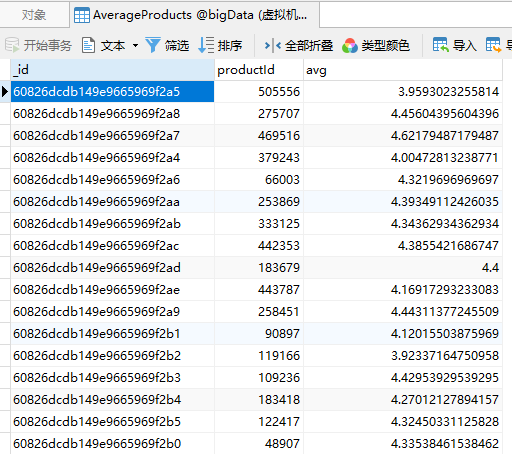 对象 AverageProducts @bigData (虚拟机...
开始事务 文本 筛选 排序 全部折叠 类型颜色 导入 导
_id productId avg
60826dcdb149e9665969f2a5 505556 3.9593023255814
60826dcdb149e9665969f2a8 275707 4.45604395604396
60826dcdb149e9665969f2a7 469516 4.62179487179487
60826dcdb149e9665969f2a4 379243 4.00472813238771
60826dcdb149e9665969f2a6 66003 4.3219696969697
60826dcdb149e9665969f2aa 253869 4.39349112426035
60826dcdb149e9665969f2ab 333125 4.34362934362934
60826dcdb149e9665969f2ac 442353 4.3855421686747
60826dcdb149e9665969f2ad 183679 4.4
60826dcdb149e9665969f2ae 443787 4.16917293233083
60826dcdb149e9665969f2a9 258451 4.44311377245509
60826dcdb149e9665969f2b1 90897 4.12015503875969
60826dcdb149e9665969f2b2 119166 3.92337164750958
60826dcdb149e9665969f2b3 109236 4.42953929539295
60826dcdb149e9665969f2b4 183418 4.27012127894157
60826dcdb149e9665969f2b5 122417 4.32450331125828
60826dcdb149e9665969f2b0 48907 4.33538461538462